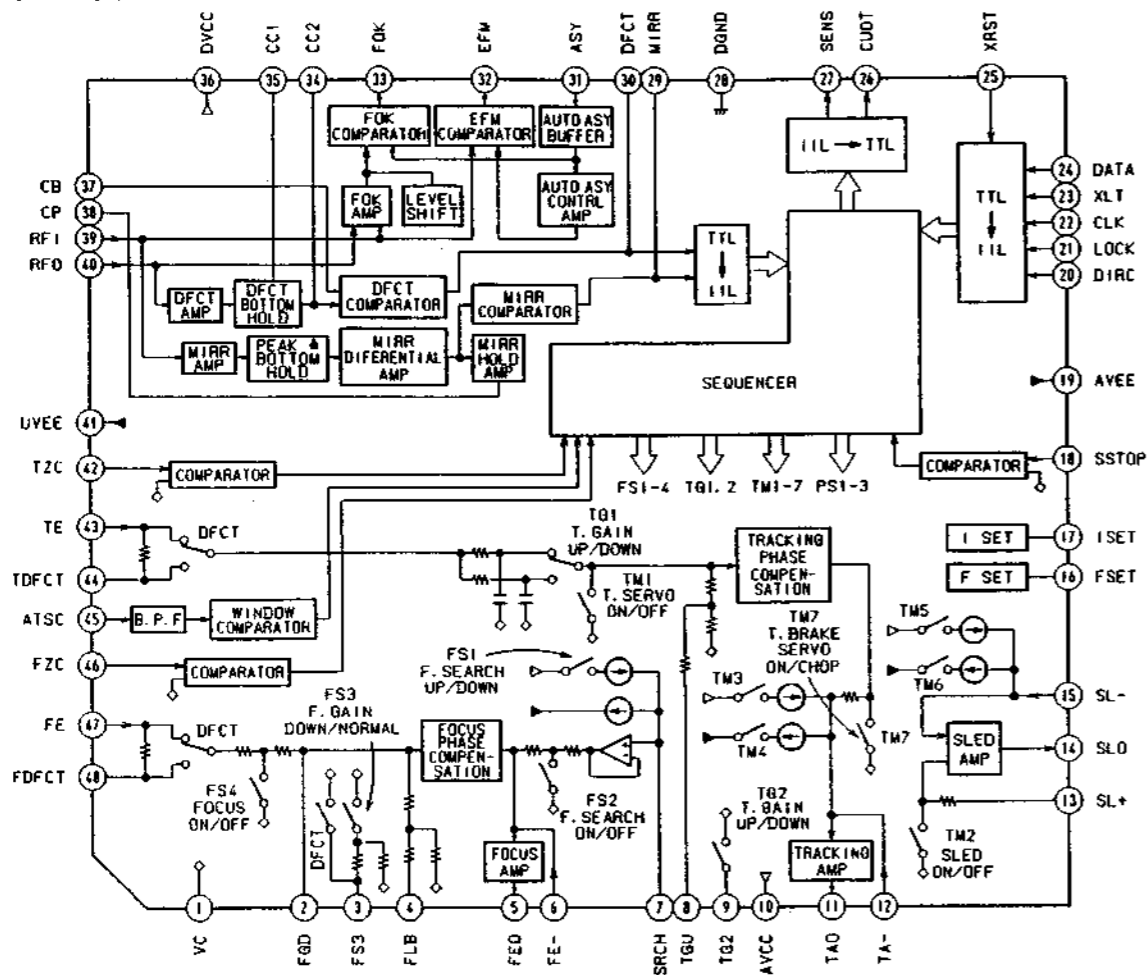 DVCC
CC1
CC2
FOK
EFM
ASY
DFCT
MIRR
DGND
SENS
CUOT
XRST
36
35
34
33
32
31
30
29
28
27
26
25
FOK
COMPARATOR
EFM
COMPARATOR
AUTO ASY
BUFFER
IIL → TTL
FOK
AMP
LEVEL
SHIFT
AUTO ASY
CONTRL
AMP
TTL
↓
IIL
TTL
↓
IIL
CB 37
CP 38
RFI 39
RFO 40
24 DATA
23 XLT
22 CLK
21 LOCK
20 DIRC
DFCT
AMP
DFCT
BOTTOM
HOLD
DFCT
COMPARATOR
MIRR
COMPARATOR
MIRR
AMP
PEAK &
BOTTOM
HOLD
MIRR
DIFERENTIAL
AMP
MIRR
HOLD
AMP
SEQUENCER
19 AVEE
DVEE 41
TZC 42
COMPARATOR
COMPARATOR
18 SSTOP
FS1-4
TG1.2
TM1-7
PS1-3
TE 43
DFCT
TDFCT 44
TG1
T. GAIN
UP/DOWN
TM1
T. SERVO
ON/OFF
TRACKING
PHASE
COMPEN-
SATION
I SET
17 ISET
F SET
16 FSET
ATSC 45
B.P.F
WINDOW
COMPARATOR
FZC 46
COMPARATOR
FS1
F. SEARCH
UP/DOWN
TM7
T. BRAKE
SERVO
ON/CHOP
TM3
TM4
TM7
TM5
TM6
15 SL-
SLED
AMP
14 SLO
13 SL+
TM2
SLED
ON/OFF
FE 47
DFCT
FDFCT 48
FS3
F. GAIN
DOWN/NORMAL
FOCUS
PHASE
COMPEN-
SATION
FS4
FOCUS
ON/OFF
DFCT
FS2
F. SEARCH
ON/OFF
TG2
T. GAIN
UP/DOWN
FOCUS
AMP
TRACKING
AMP
1
2
3
4
5
6
7
8
9
10
11
12
VC
FGD
FS3
FLB
FEO
FE-
SRCH
TGU
TG2
AVCC
TAO
TA-